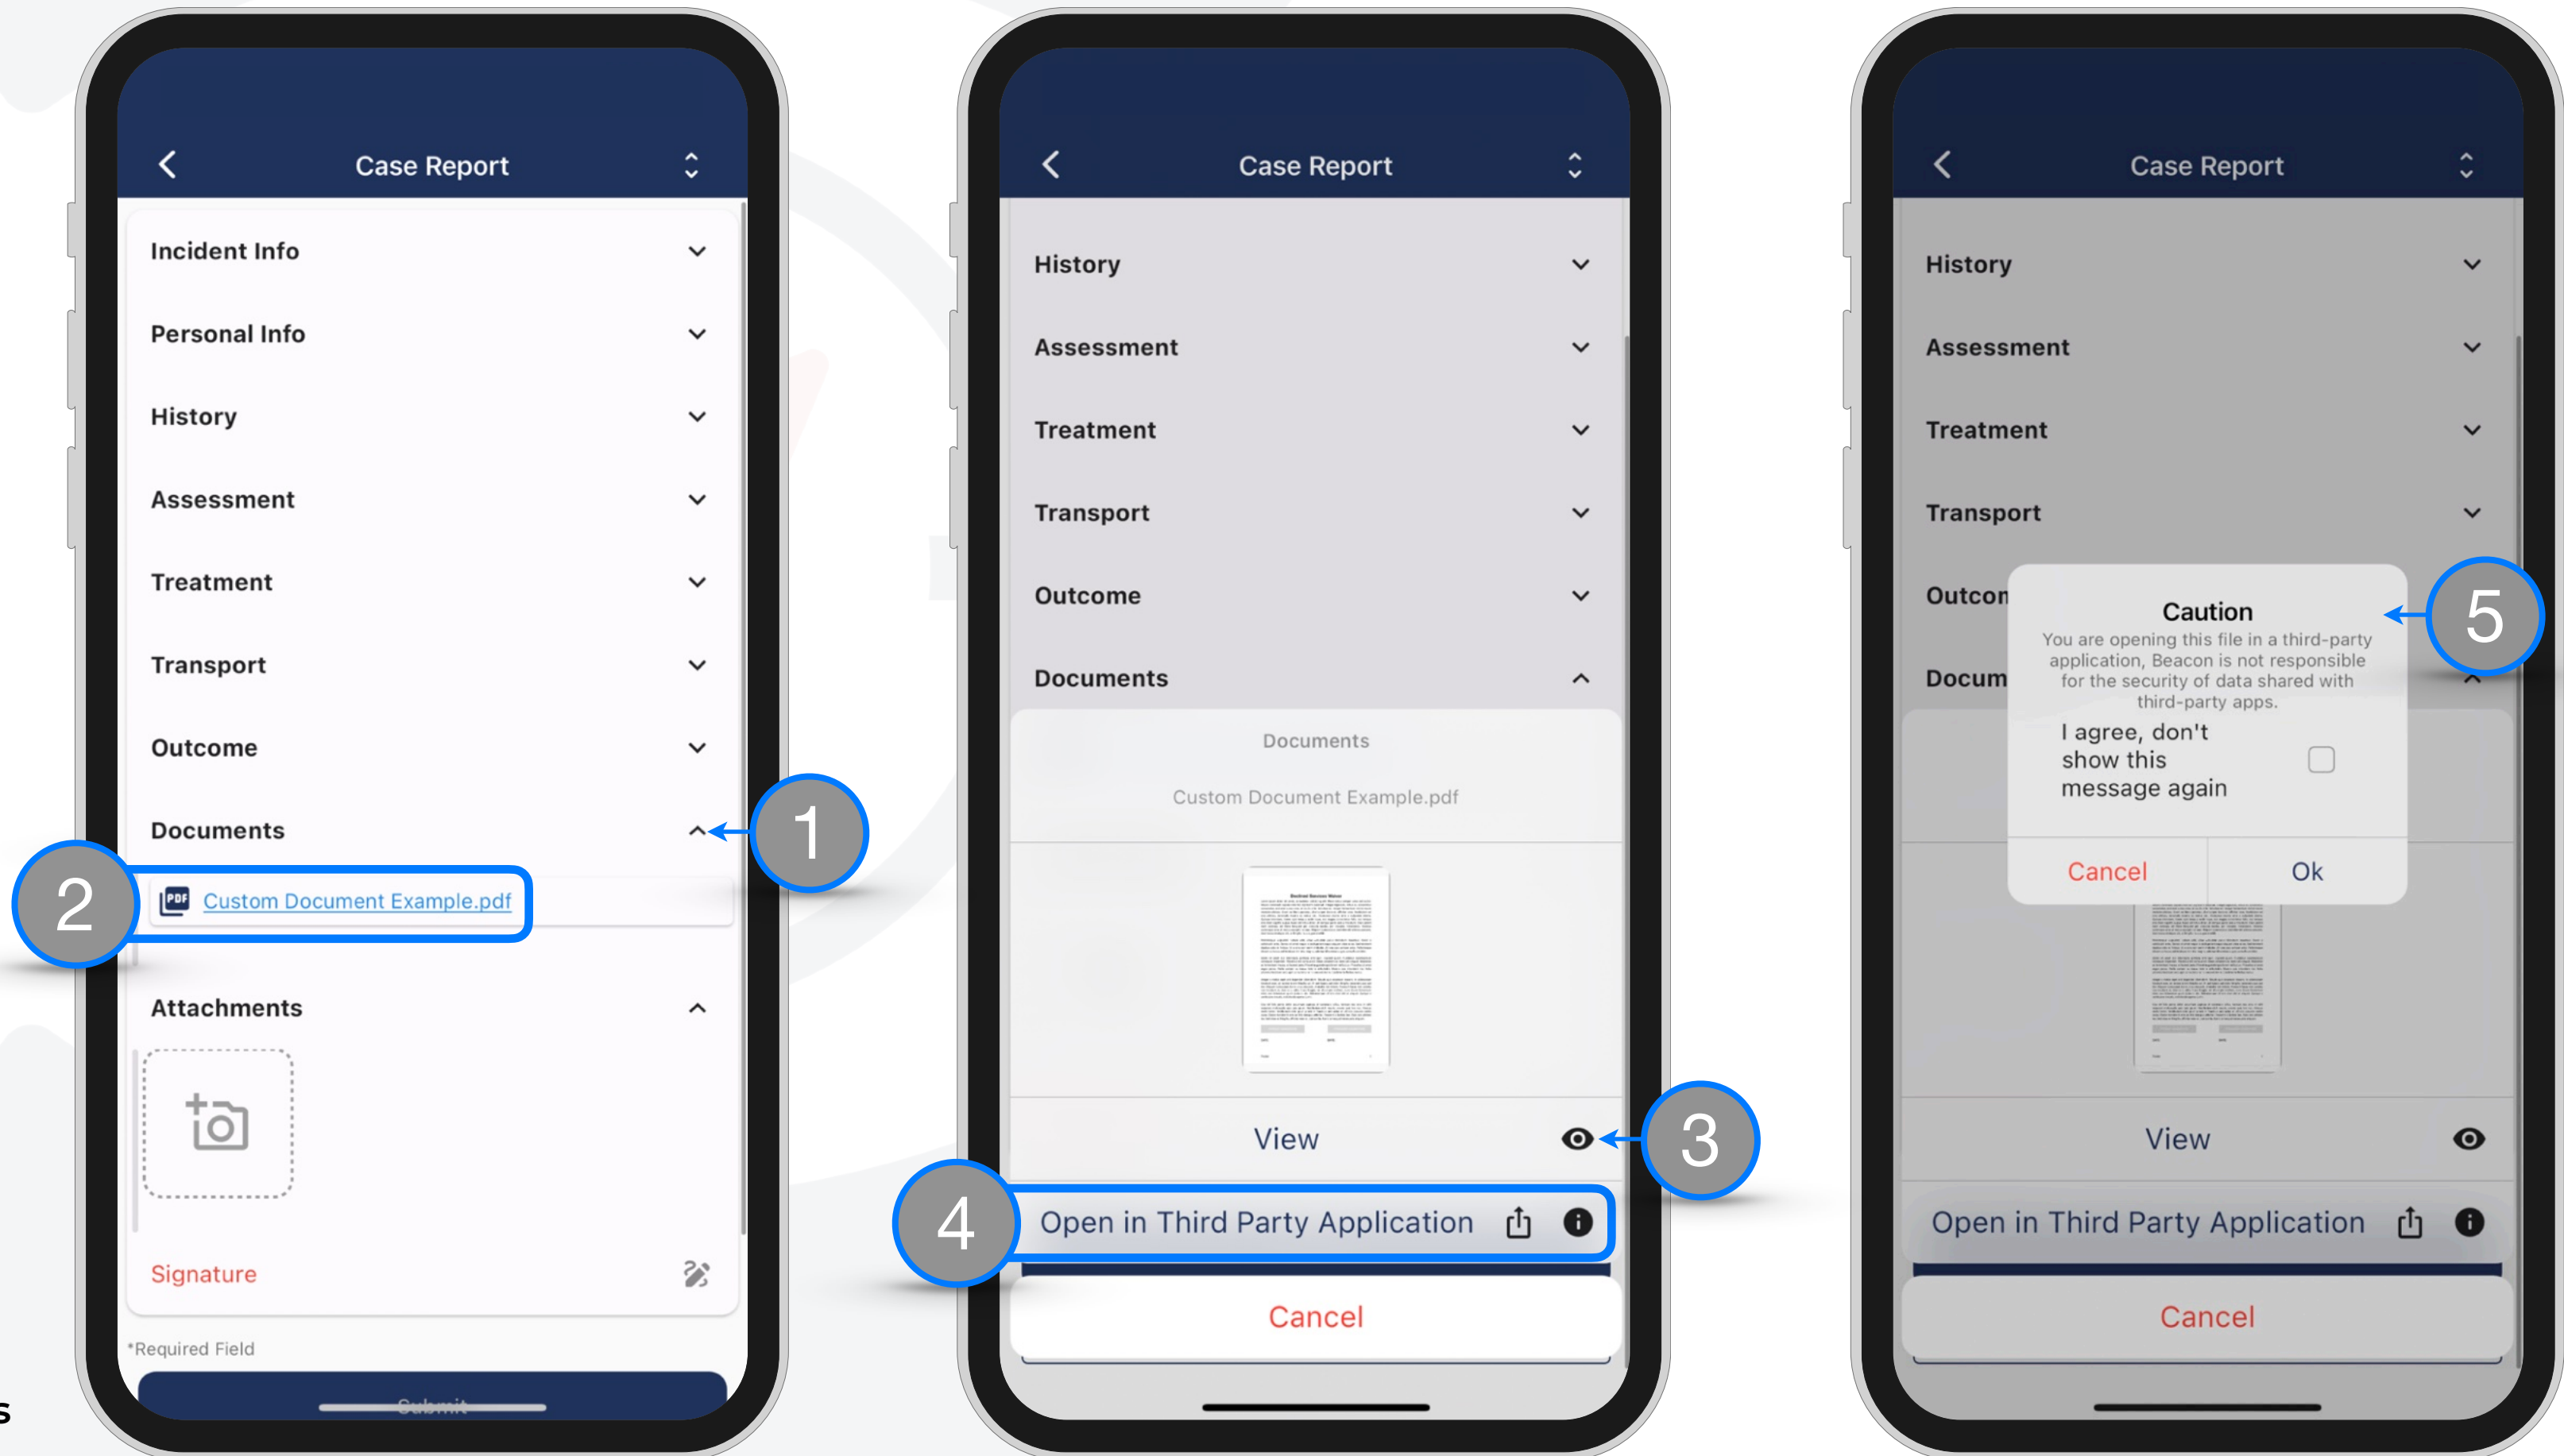 Case Report
Incident Info
Personal Info
History
Assessment
Treatment
Transport
Outcome
Documents
1
2
PDF
Custom Document Example.pdf
Attachments
Signature
*Required Field
Submit
s
Case Report
History
Assessment
Treatment
Transport
Outcome
Documents
Documents
Custom Document Example.pdf
View
3
4
Open in Third Party Application
Cancel
Case Report
History
Assessment
Treatment
Transport
Outcom
Docum
Caution
You are opening this file in a third-party
application, Beacon is not responsible
for the security of data shared with
third-party apps.
I agree, don't
show this
message again
Cancel
Ok
5
View
Open in Third Party Application
Cancel